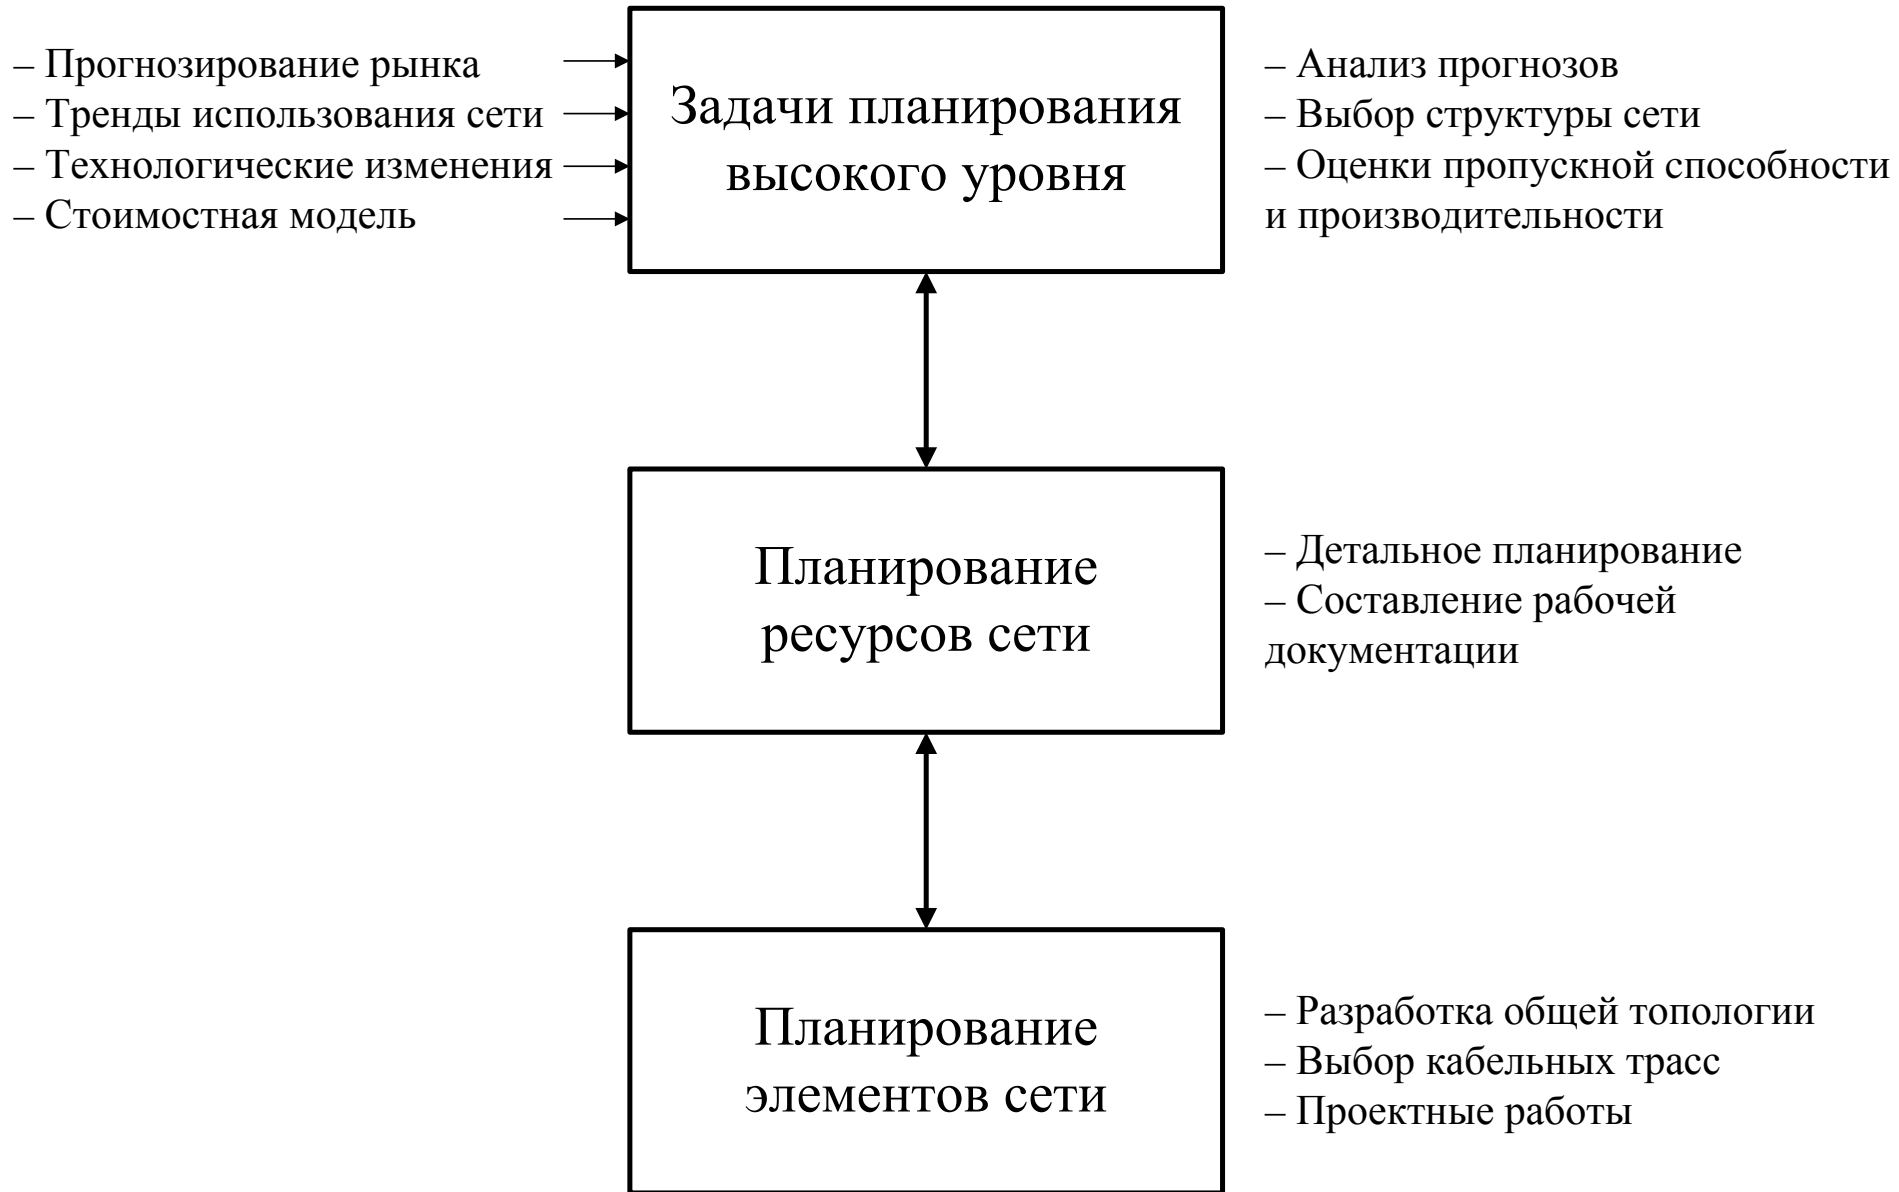 – Прогнозирование рынка
– Тренды использования сети
– Технологические изменения
– Стоимостная модель
Задачи планирования
высокого уровня
– Анализ прогнозов
– Выбор структуры сети
– Оценки пропускной способности
и производительности
Планирование
ресурсов сети
– Детальное планирование
– Составление рабочей
документации
Планирование
элементов сети
– Разработка общей топологии
– Выбор кабельных трасс
– Проектные работы